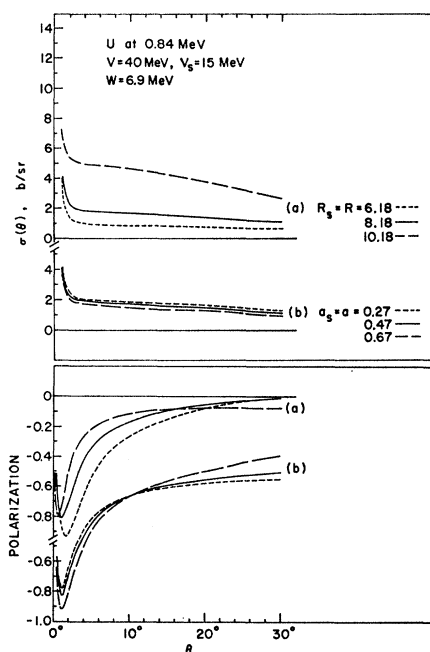 U at 0.84 MeV
V=40 MeV, Vs=15 MeV
W=6.9 MeV
σ(θ), b/sr
14
12
10
8
6
4
2
0
(a) Rs=R=6.18
8.18
10.18
4
2
0
(b) as=a=0.27
0.47
0.67
POLARIZATION
0
-0.2
-0.4
-0.6
-0.8
-0.6
-0.8
-1.0
(a)
(b)
0° 10° 20° 30°
θ